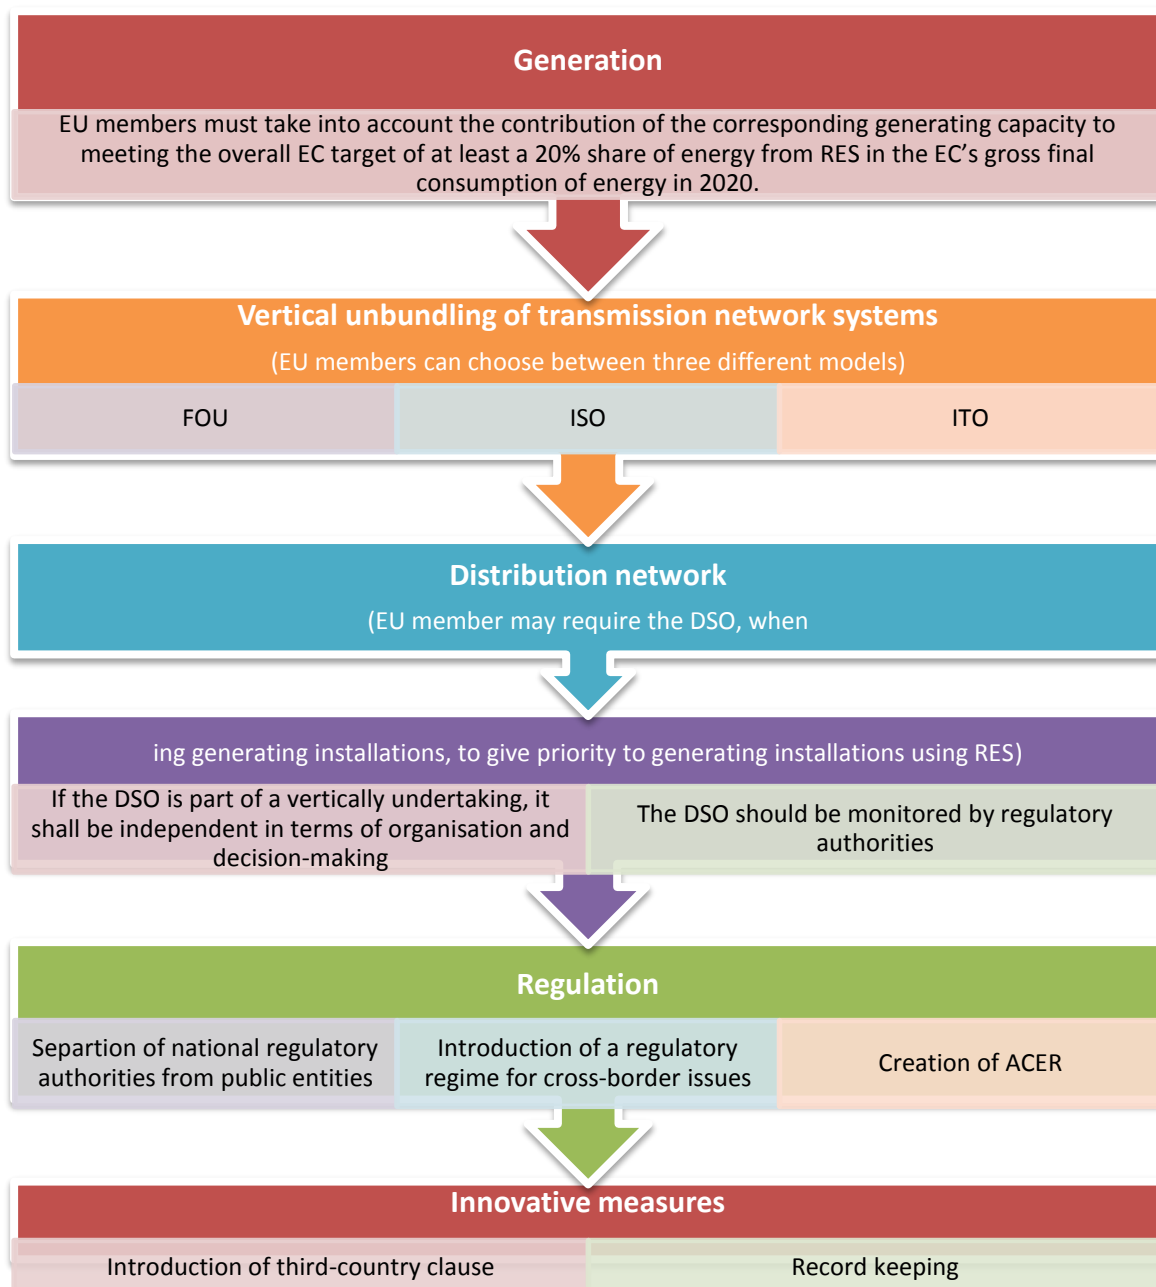 Generation
EU members must take into account the contribution of the corresponding generating capacity to
meeting the overall EC target of at least a 20% share of energy from RES in the EC’s gross final
consumption of energy in 2020.
Vertical unbundling of transmission network systems
(EU members can choose between three different models)
FOU
ISO
ITO
Distribution network
(EU member may require the DSO, when
ing generating installations, to give priority to generating installations using RES)
If the DSO is part of a vertically undertaking, it
shall be independent in terms of organisation and
decision-making
The DSO should be monitored by regulatory
authorities
Regulation
Separtion of national regulatory
authorities from public entities
Introduction of a regulatory
regime for cross-border issues
Creation of ACER
Innovative measures
Introduction of third-country clause
Record keeping